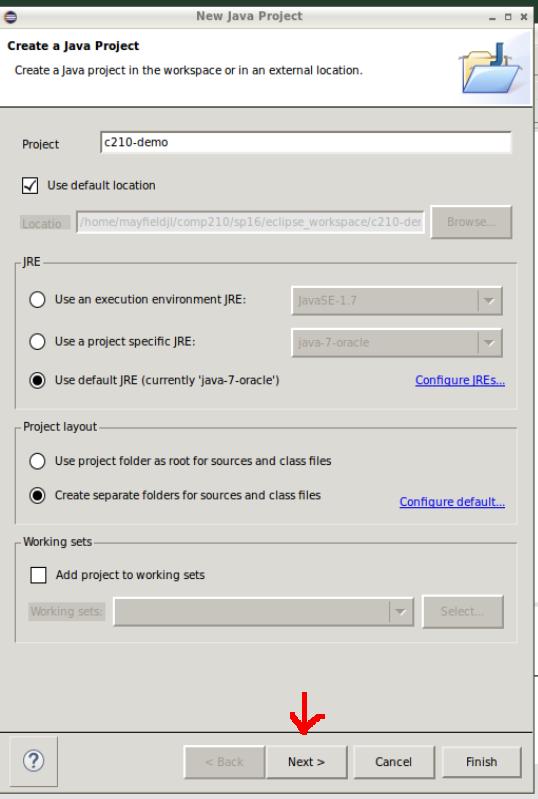 New Java Project
Create a Java Project
Create a Java project in the workspace or in an external location.
Project
c210-demo
Use default location
Locatio
/home/mayfieldjl/comp210/sp16/eclipse_workspace/c210-der
Browse...
JRE
Use an execution environment JRE:
JavaSE-1.7
Use a project specific JRE:
java-7-oracle
Use default JRE (currently 'java-7-oracle')
Configure JREs...
Project layout
Use project folder as root for sources and class files
Create separate folders for sources and class files
Configure default...
Working sets
Add project to working sets
Working sets:
Select...
?
< Back
Next >
Cancel
Finish